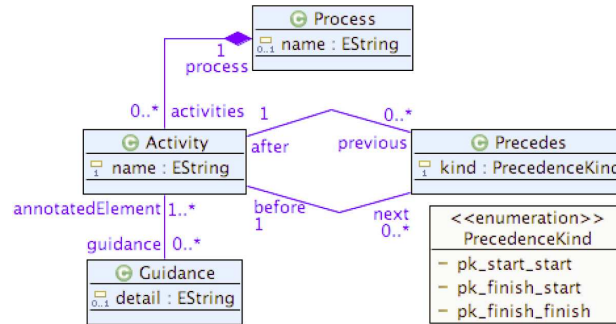 Process
0..1 name : EString
1
process
0..* activities
1
0..*
Activity
1 name : EString
after
previous
Precedes
1 kind : PrecedenceKind
annotatedElement 1..*
before
1
next
0..*
guidance 0..*
Guidance
0..1 detail : EString
<<enumeration>>
PrecedenceKind
pk_start_start
pk_finish_start
pk_finish_finish